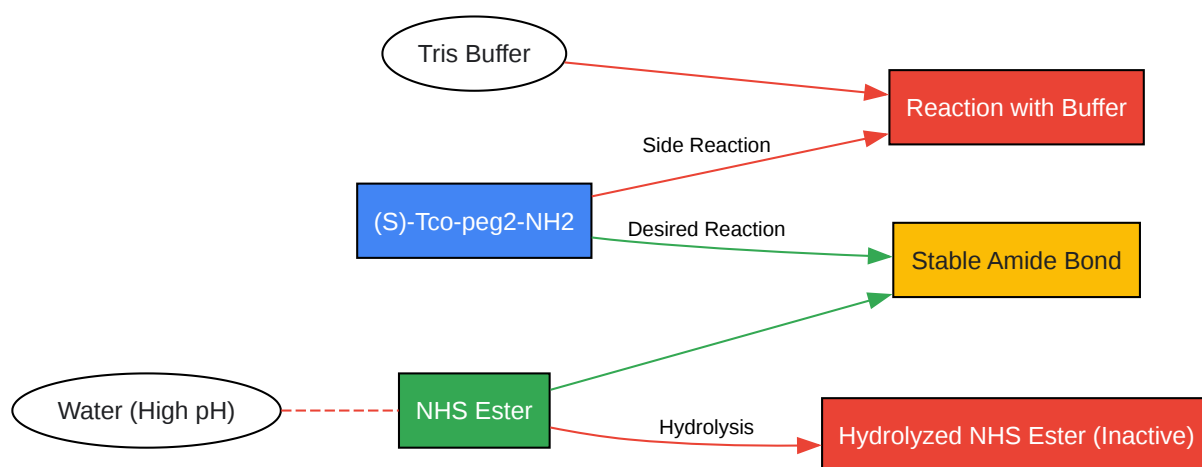 Tris Buffer
Reaction with Buffer
Side Reaction
(S)-Tco-peg2-NH2
Desired Reaction
Stable Amide Bond
Water (High pH)
NHS Ester
Hydrolysis
Hydrolyzed NHS Ester (Inactive)